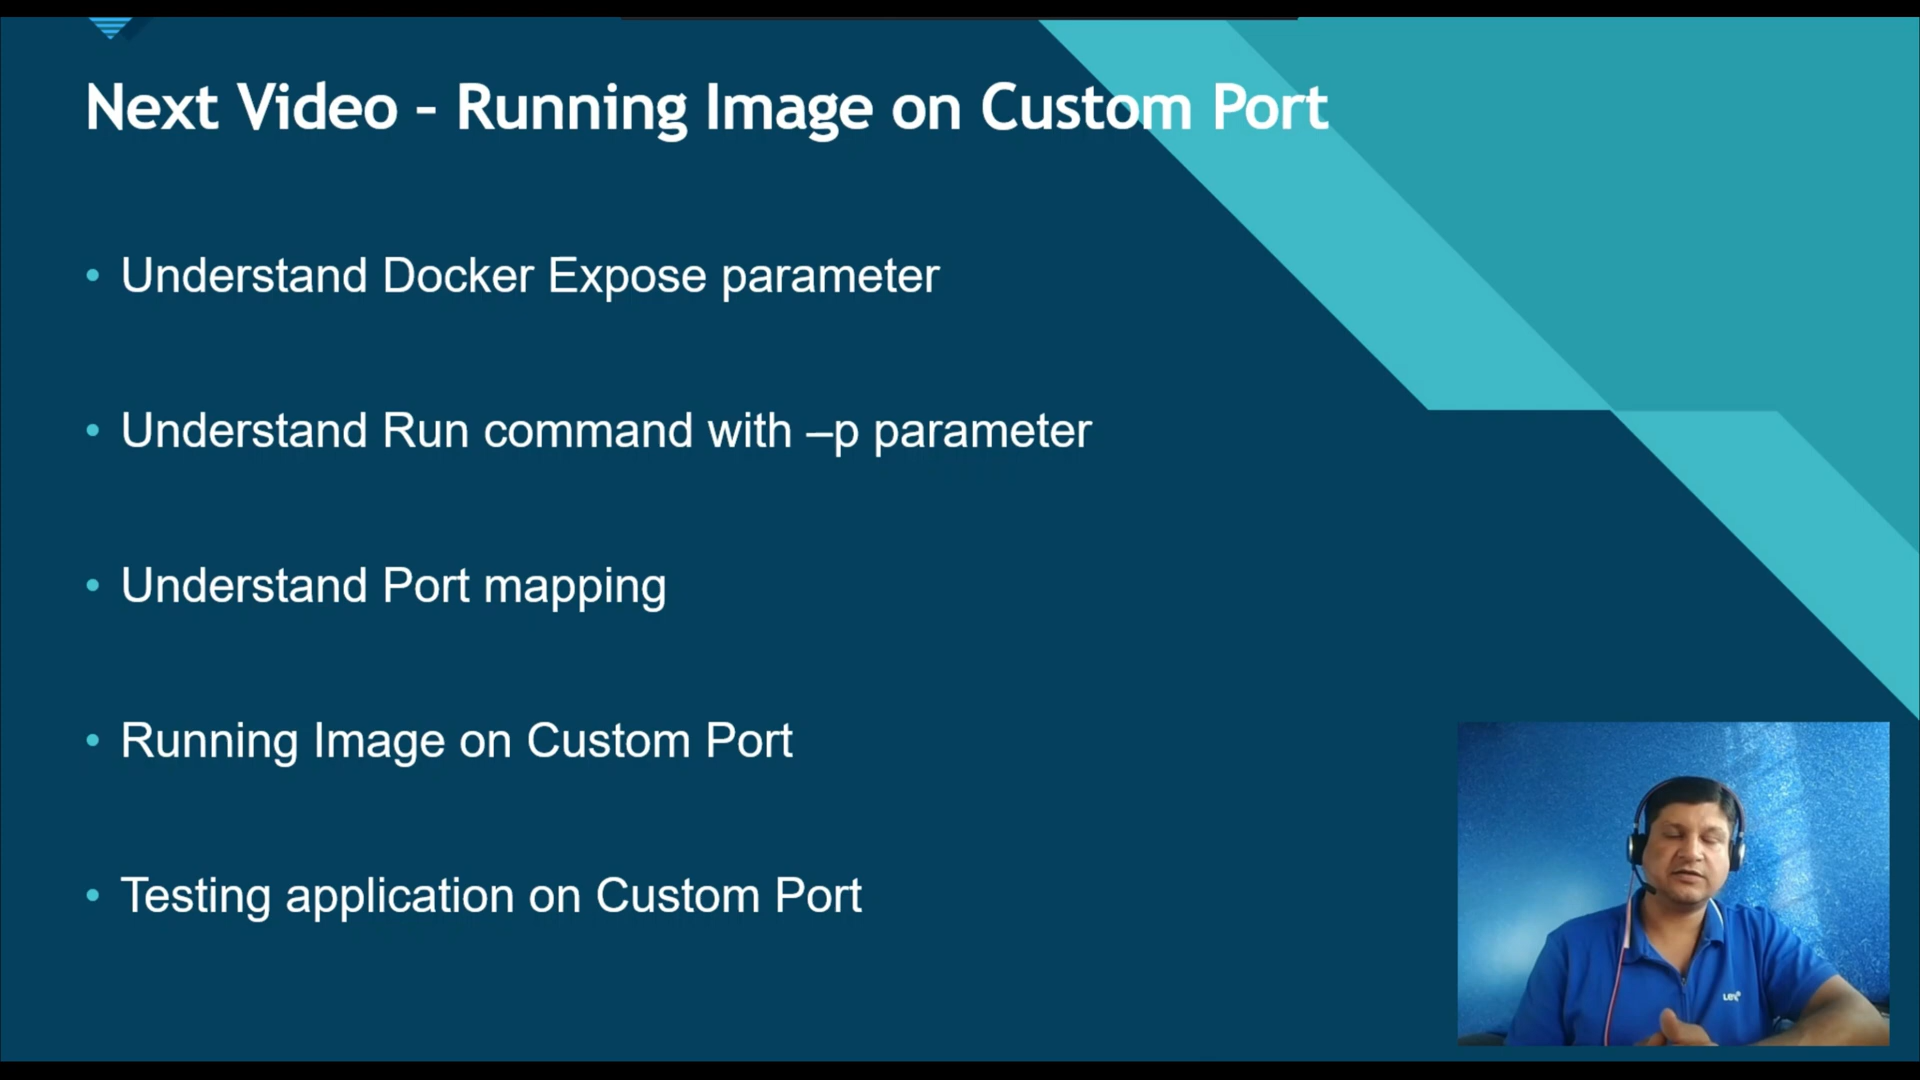 Next Video – Running Image on Custom Port
• Understand Docker Expose parameter
• Understand Run command with –p parameter
• Understand Port mapping
• Running Image on Custom Port
• Testing application on Custom Port